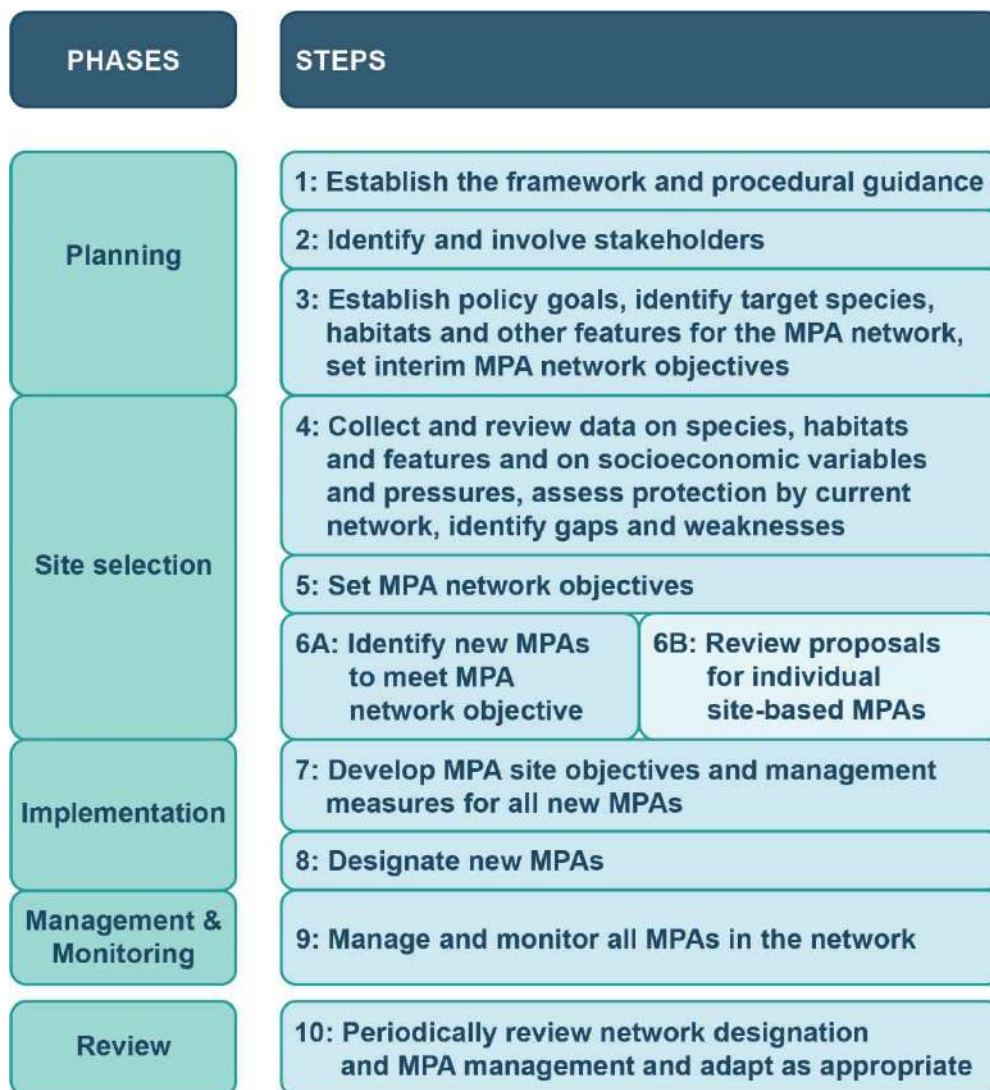 PHASES
STEPS
Planning
1: Establish the framework and procedural guidance
2: Identify and involve stakeholders
3: Establish policy goals, identify target species,
habitats and other features for the MPA network,
set interim MPA network objectives
Site selection
4: Collect and review data on species, habitats
and features and on socioeconomic variables
and pressures, assess protection by current
network, identify gaps and weaknesses
5: Set MPA network objectives
6A: Identify new MPAs
to meet MPA
network objective
6B: Review proposals
for individual
site-based MPAs
Implementation
7: Develop MPA site objectives and management
measures for all new MPAs
8: Designate new MPAs
Management &
Monitoring
9: Manage and monitor all MPAs in the network
Review
10: Periodically review network designation
and MPA management and adapt as appropriate